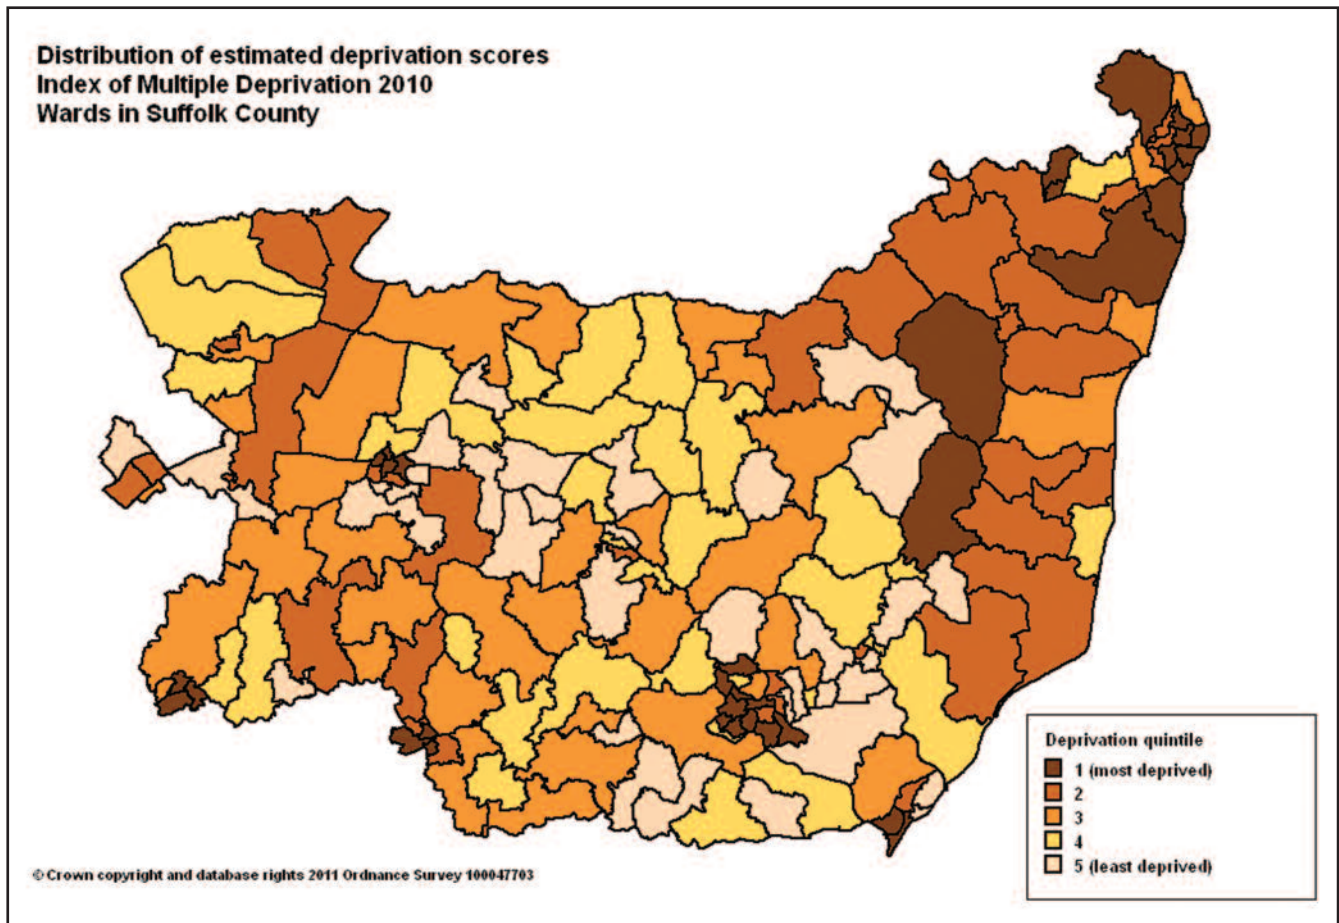 Distribution of estimated deprivation scores
Index of Multiple Deprivation 2010
Wards in Suffolk County
Deprivation quintile
1 (most deprived)
2
3
4
5 (least deprived)
© Crown copyright and database rights 2011 Ordnance Survey 100047703